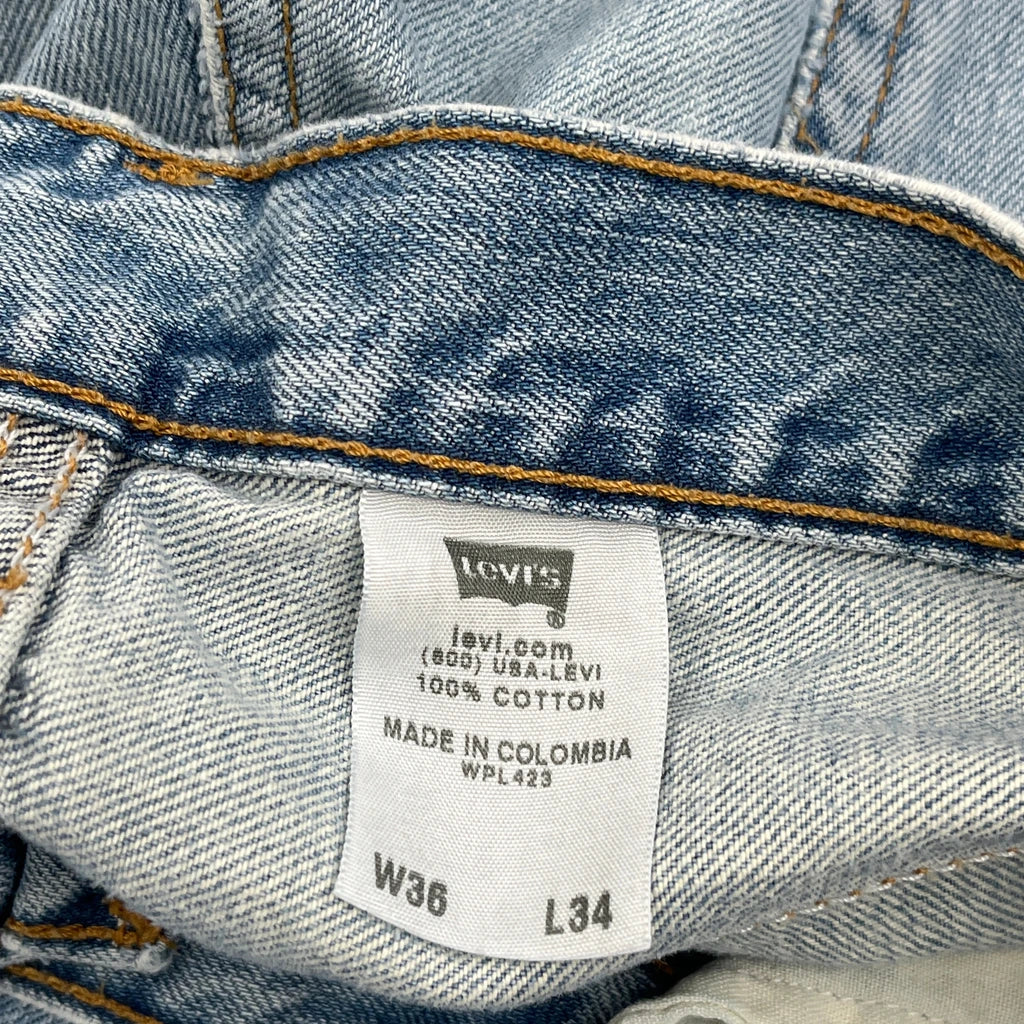 Levi's
®
levi.com
(800) USA-LEVI
100% COTTON
MADE IN COLOMBIA
WPL423
W36 L34